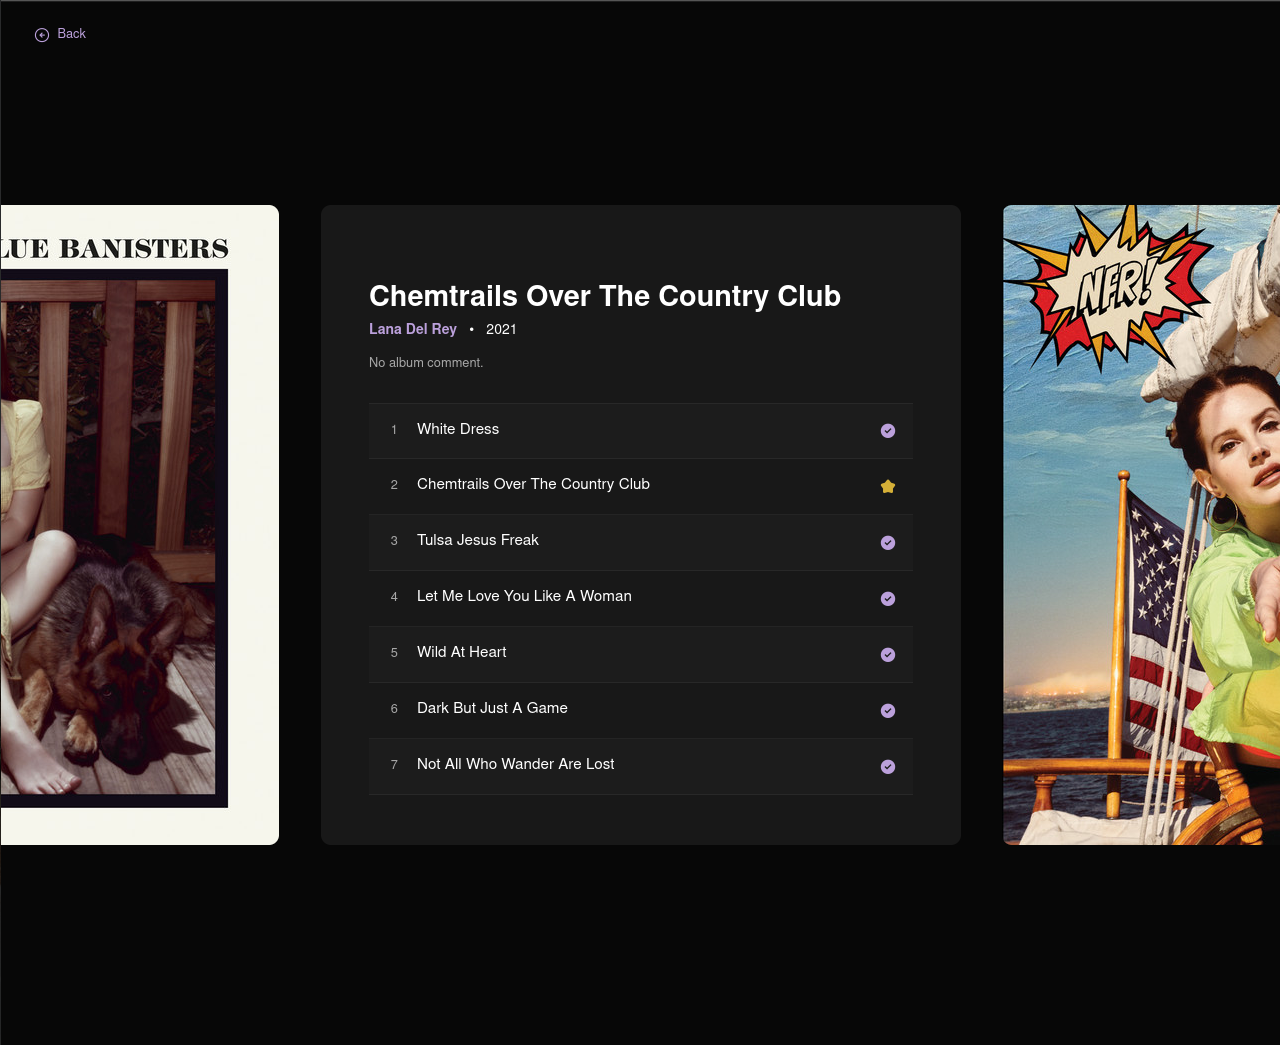 Back
LUE BANISTERS
Chemtrails Over The Country Club
Lana Del Rey • 2021
No album comment.
1 White Dress
2 Chemtrails Over The Country Club
3 Tulsa Jesus Freak
4 Let Me Love You Like A Woman
5 Wild At Heart
6 Dark But Just A Game
7 Not All Who Wander Are Lost
NFR!